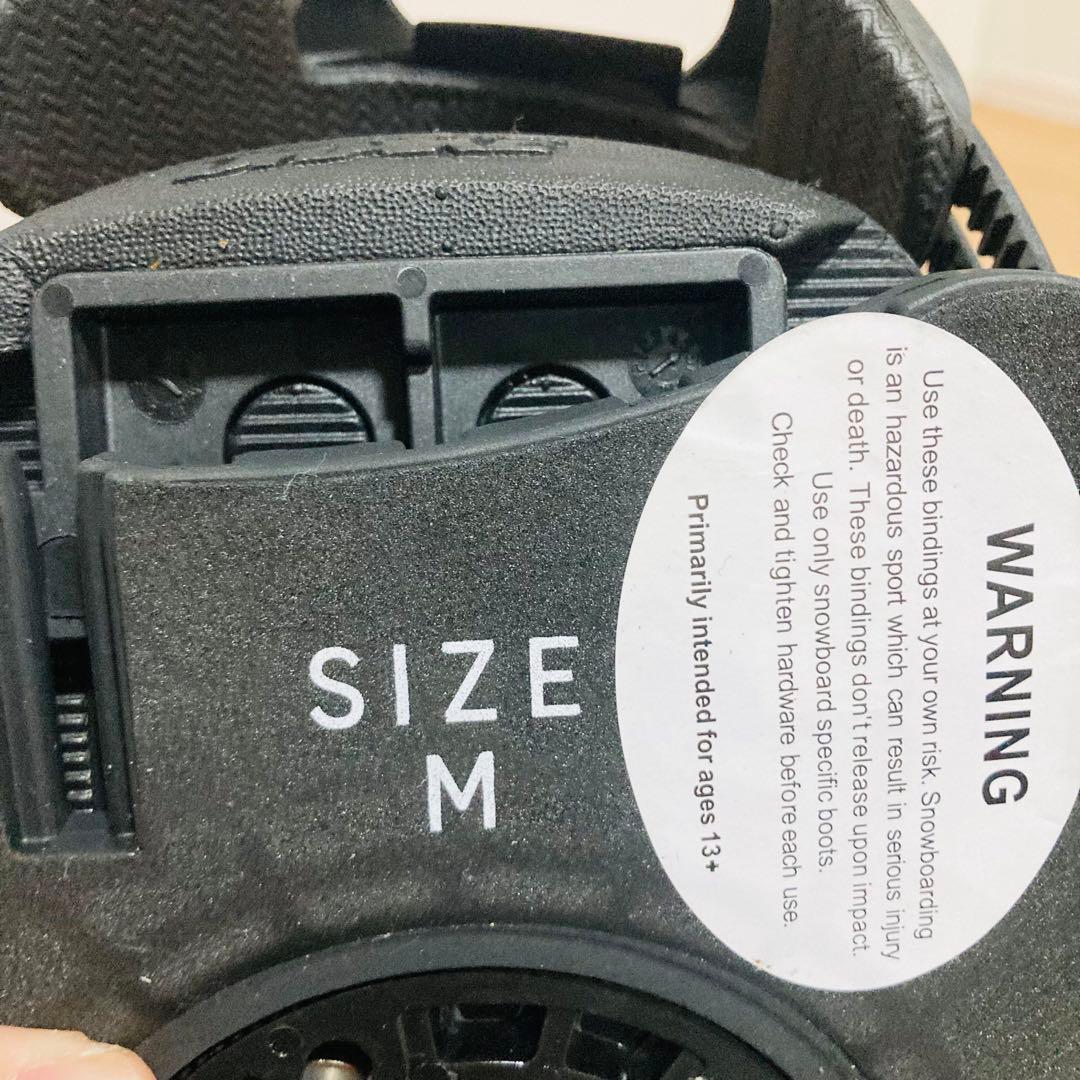 SIZE
M
WARNING
Use these bindings at your own risk. Snowboarding
is an hazardous sport which can result in serious injury
or death. These bindings don't release upon impact.
Use only snowboard specific boots.
Check and tighten hardware before each use.
Primarily intended for ages 13+